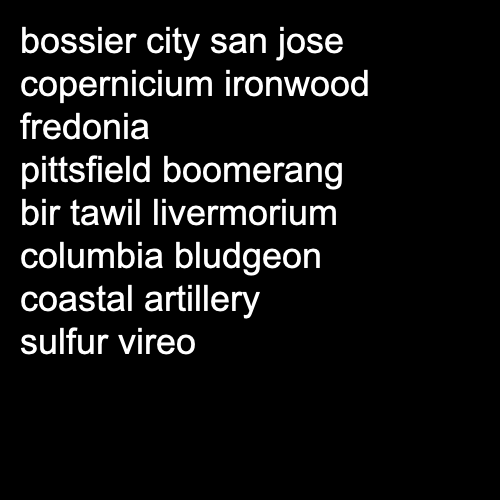 bossier city san jose
copernicium ironwood
fredonia
pittsfield boomerang
bir tawil livermorium
columbia bludgeon
coastal artillery
sulfur vireo